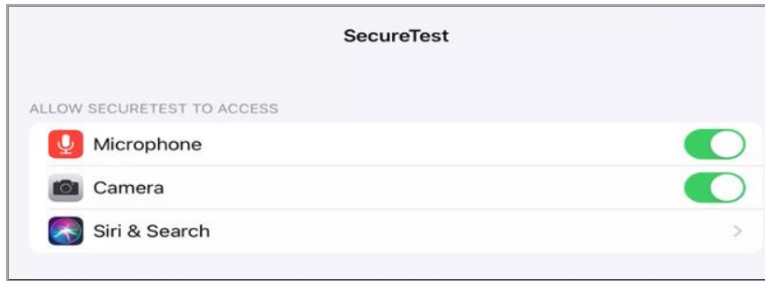 SecureTest
ALLOW SECURETEST TO ACCESS
Microphone
Camera
Siri & Search